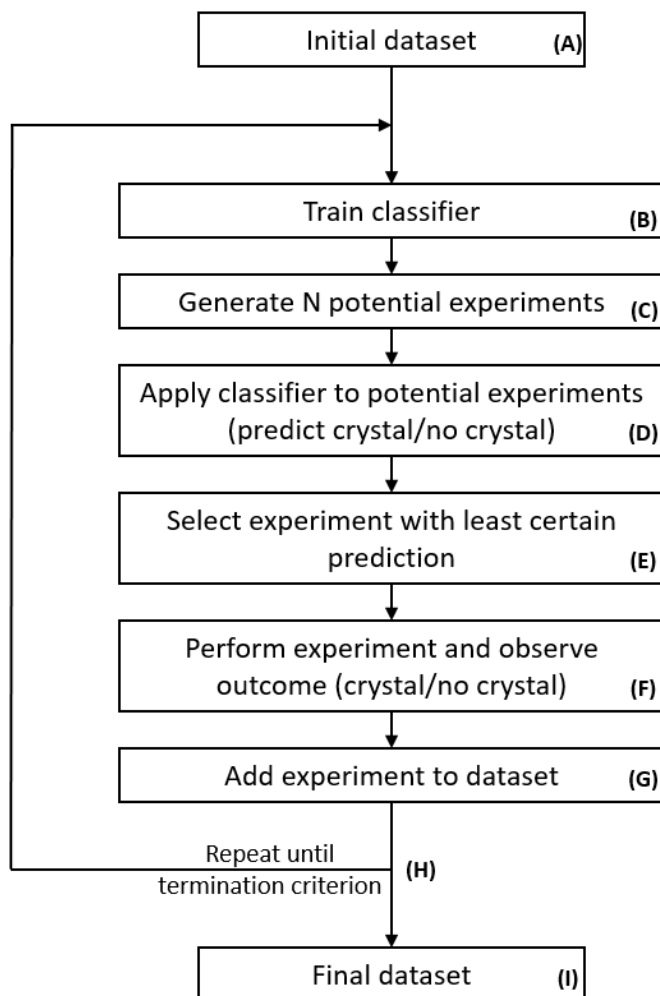 Initial dataset (A)
Train classifier (B)
Generate N potential experiments (C)
Apply classifier to potential experiments
(predict crystal/no crystal) (D)
Select experiment with least certain
prediction (E)
Perform experiment and observe
outcome (crystal/no crystal) (F)
Add experiment to dataset (G)
Repeat until
termination criterion
(H)
Final dataset (I)